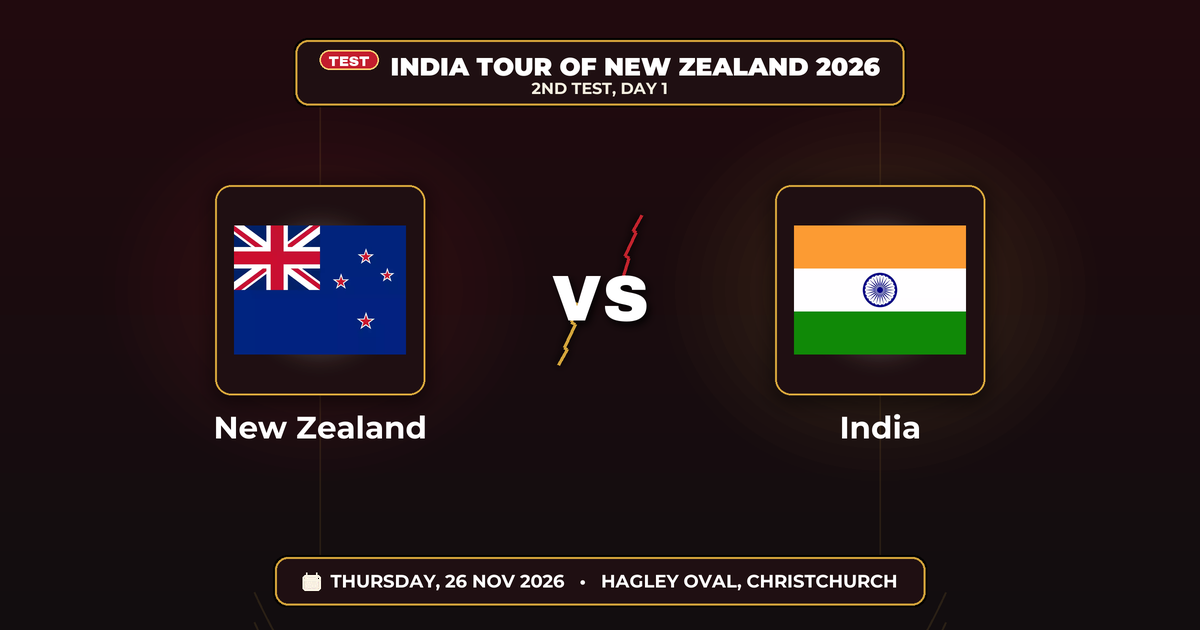 TEST INDIA TOUR OF NEW ZEALAND 2026
2ND TEST, DAY 1
VS
New Zealand
India
THURSDAY, 26 NOV 2026 • HAGLEY OVAL, CHRISTCHURCH